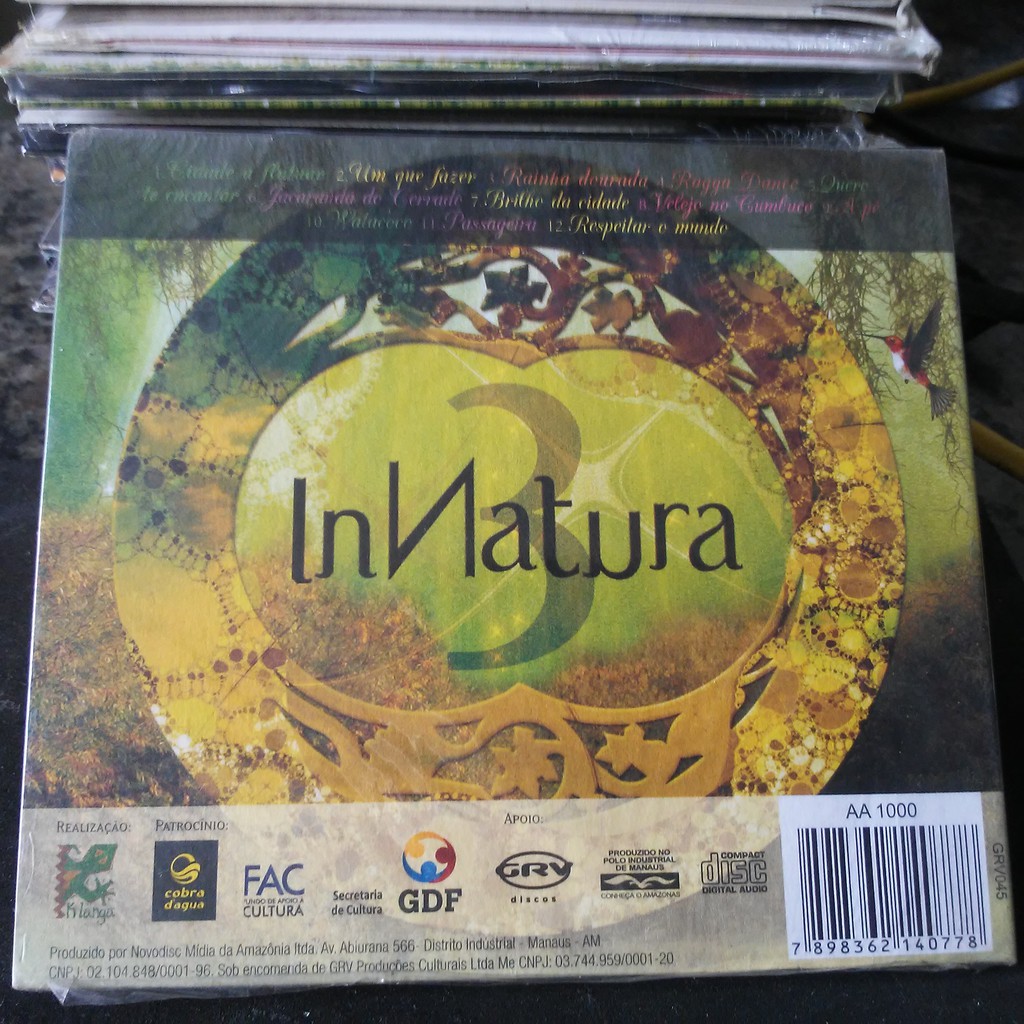 1. Cidade a flutuar 2. Um que fazer 3. Rainha dourada 4. Ragga Dance 5. Quero
te encantar 6. Jacarandá do Cerrado 7. Brilho da cidade 8. Velejo no Cumbuco 9. A pé
10. 11. Passageira 12. Respeitar o mundo
3
InNatura
REALIZAÇÃO:
PATROCÍNIO:
APOIO:
Klanga
cobra
d'água
FAC
FUNDO DE APOIO À
CULTURA
Secretaria
de Cultura
GDF
GRV
discos
PRODUZIDO NO
POLO INDUSTRIAL
DE MANAUS
CONHEÇA O AMAZONAS
COMPACT
disc
DIGITAL AUDIO
AA 1000
7 898362 140778
GRV045
Produzido por Novodisc Mídia da Amazônia ltda. Av. Abiurana 566- Distrito Indústrial - Manaus - AM
CNPJ: 02.104.848/0001-96. Sob encomenda de GRV Produções Culturais Ltda Me CNPJ: 03.744.959/0001-20